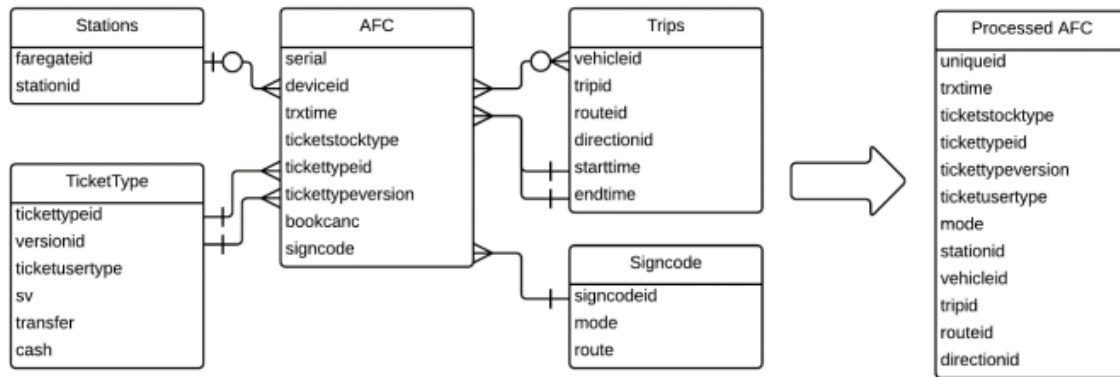 Stations
faregateid
stationid
TicketType
tickettypeid
versionid
ticketusertype
sv
transfer
cash
AFC
serial
deviceid
trxtime
ticketstocktype
tickettypeid
tickettypeversion
bookcanc
signcode
Trips
vehicleid
tripid
routeid
directionid
starttime
endtime
Signcode
signcodeid
mode
route
Processed AFC
uniqueid
trxtime
ticketstocktype
tickettypeid
tickettypeversion
ticketusertype
mode
stationid
vehicleid
tripid
routeid
directionid